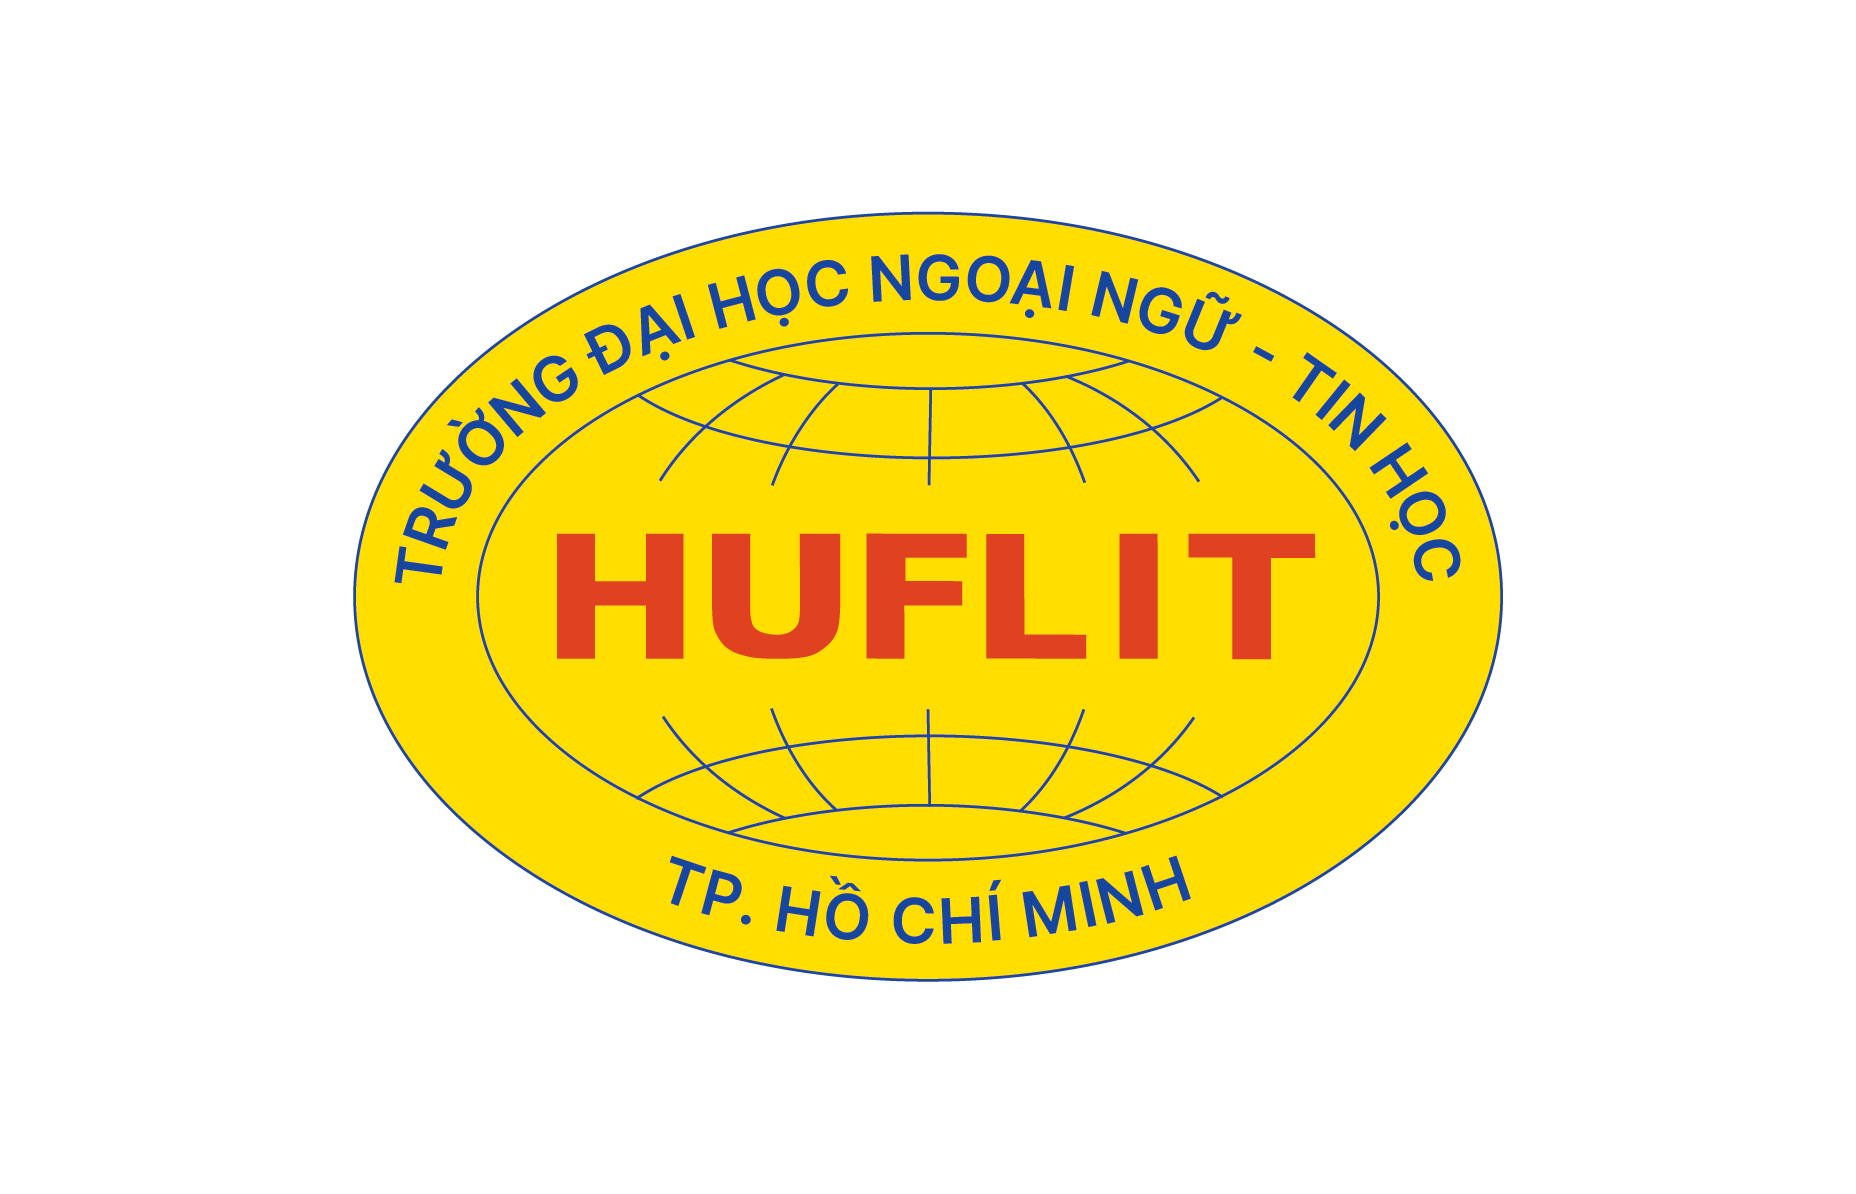 TRƯỜNG ĐẠI HỌC NGOẠI NGỮ - TIN HỌC
HUFLIT
TP. HỒ CHÍ MINH